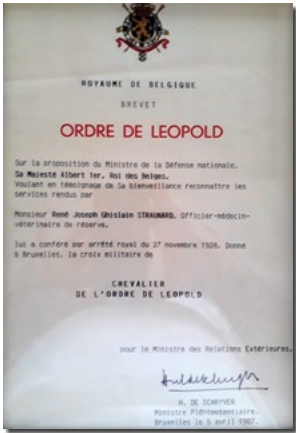 ROYAUME DE BELGIQUE
BREVET
ORDRE DE LEOPOLD
Sur la proposition du Ministre de la Défense nationale.
Sa Majesté Albert 1er, Roi des Belges.
Voulant en témoignage de Sa bienveillance reconnaître les
services rendus par
Monsieur René Joseph Ghislain STRAUNARD. Officier-médecin-
vétérinaire de réserve.
lui a conféré par arrêté royal du 27 novembre 1926. Donné
à Bruxelles. la croix militaire de
CHEVALIER
DE L'ORDRE DE LEOPOLD
pour le Ministre des Relations Extérieures.
H. DE SCHRYVER
Ministre Plénipotentiaire.
Bruxelles le 6 avril 1967.